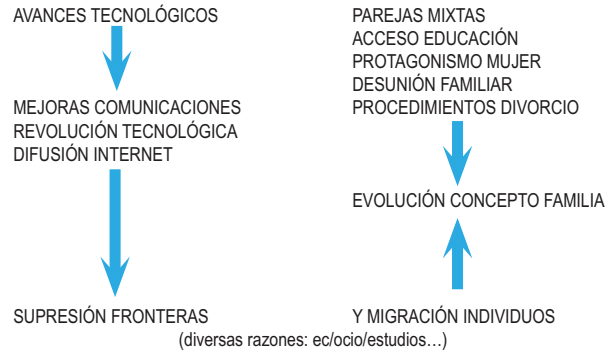 AVANCES TECNOLÓGICOS
MEJORAS COMUNICACIONES
REVOLUCIÓN TECNOLÓGICA
DIFUSIÓN INTERNET
SUPRESIÓN FRONTERAS
PAREJAS MIXTAS
ACCESO EDUCACIÓN
PROTAGONISMO MUJER
DESUNIÓN FAMILIAR
PROCEDIMIENTOS DIVORCIO
EVOLUCIÓN CONCEPTO FAMILIA
Y MIGRACIÓN INDIVIDUOS
(diversas razones: ec/ocio/estudios…)